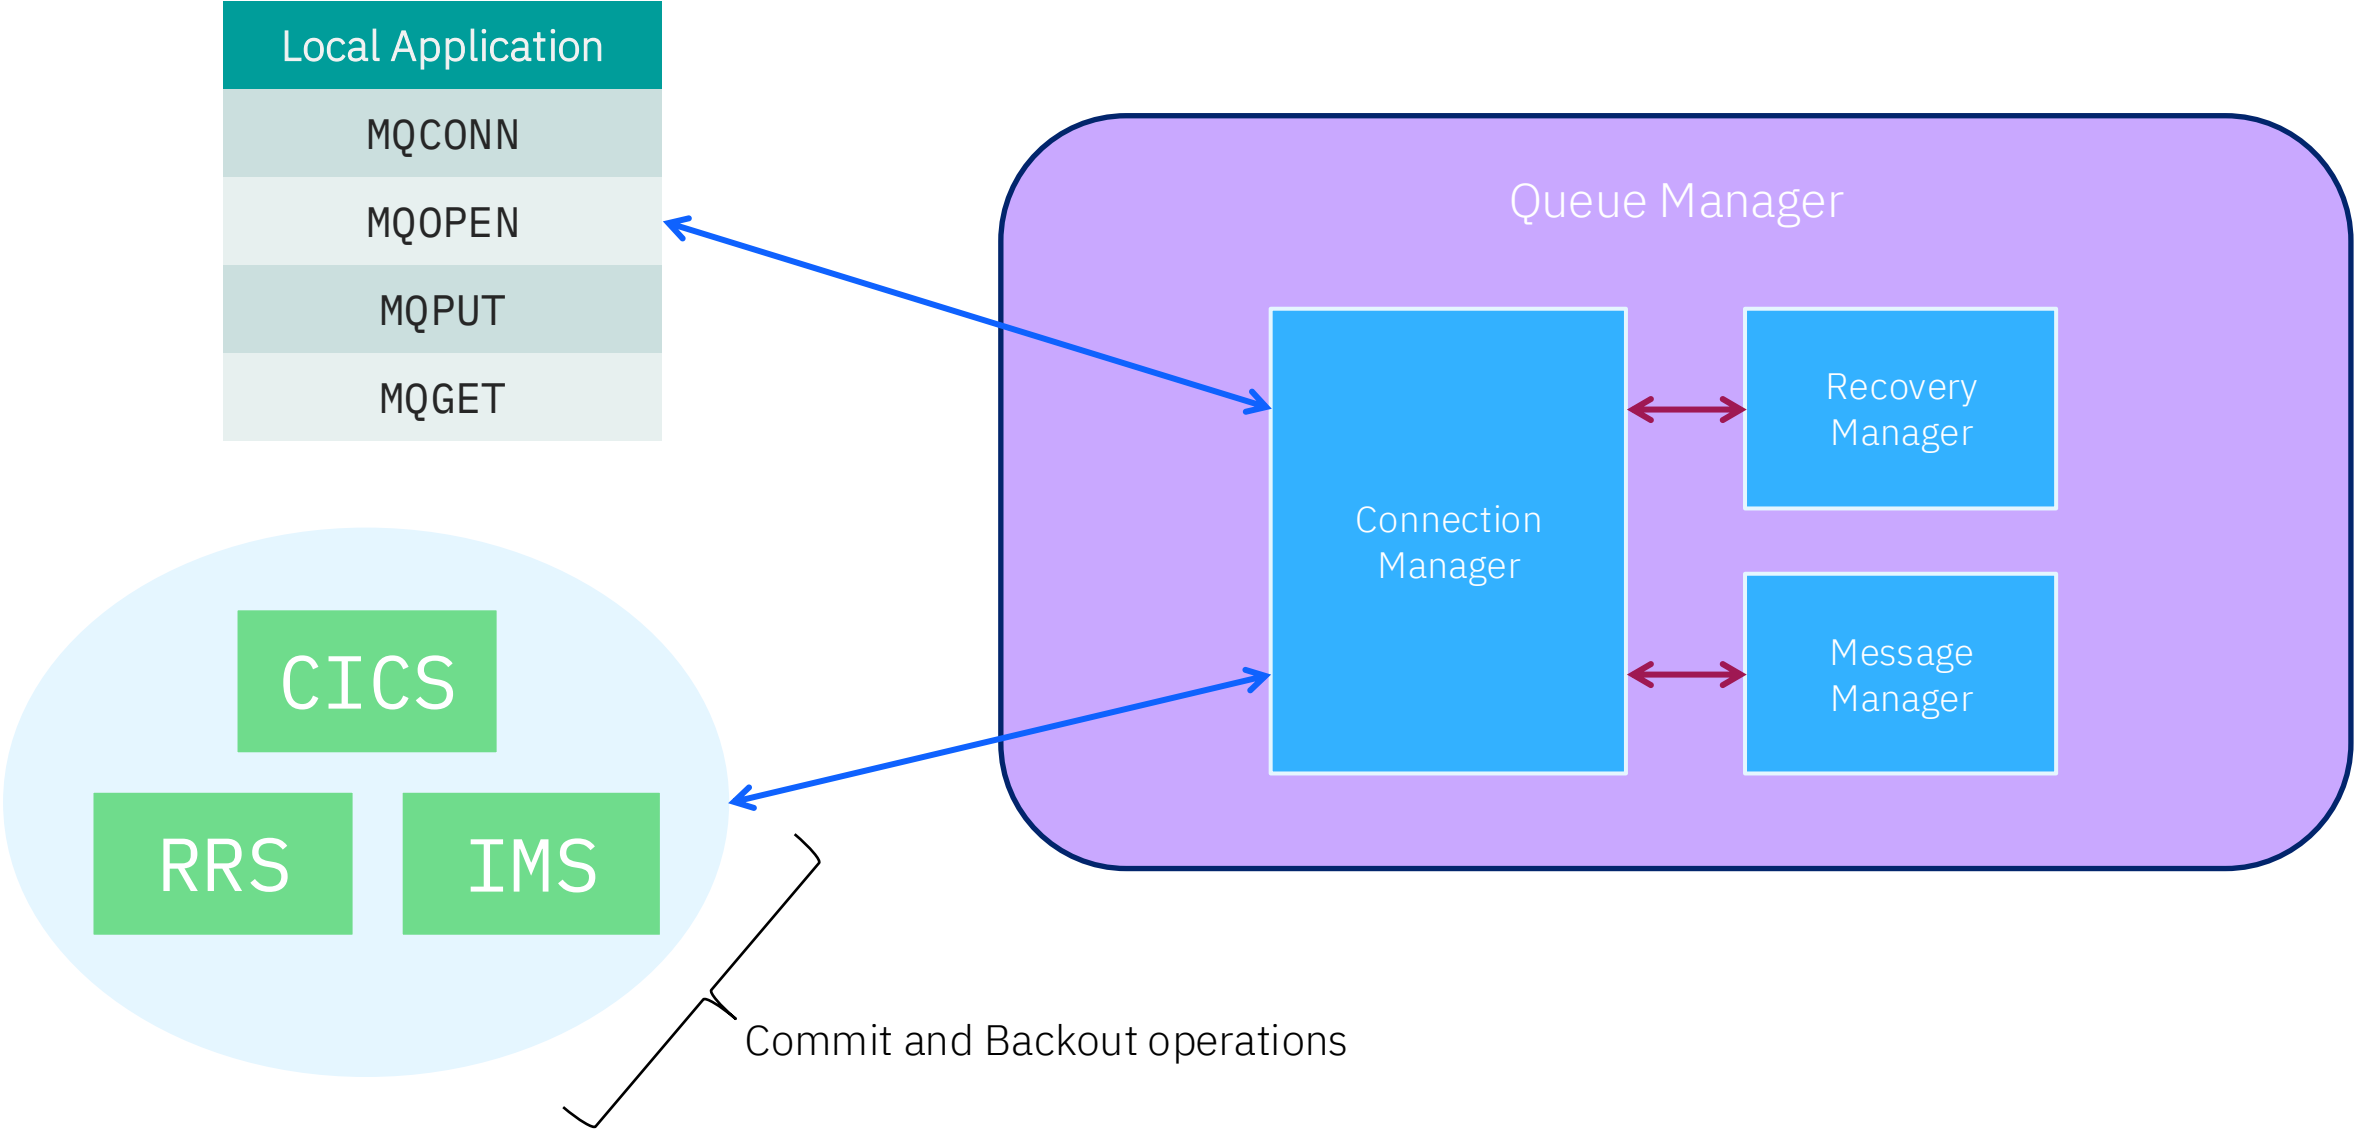 Local Application
MQCONN
MQOPEN
MQPUT
MQGET
Queue Manager
Connection
Manager
Recovery
Manager
Message
Manager
CICS
RRS
IMS
Commit and Backout operations